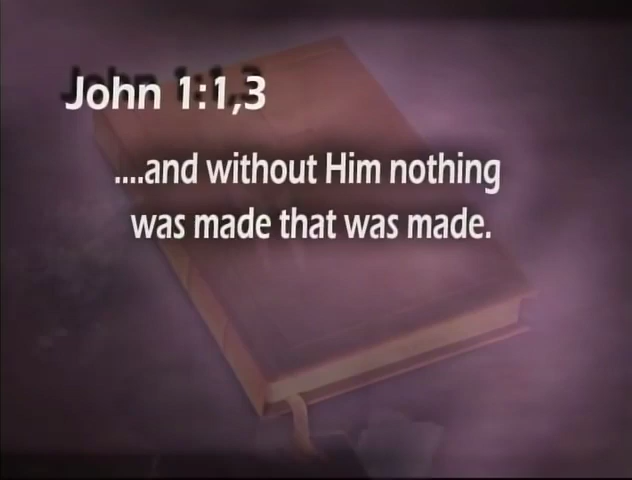 John 1:1,3
....and without Him nothing
was made that was made.